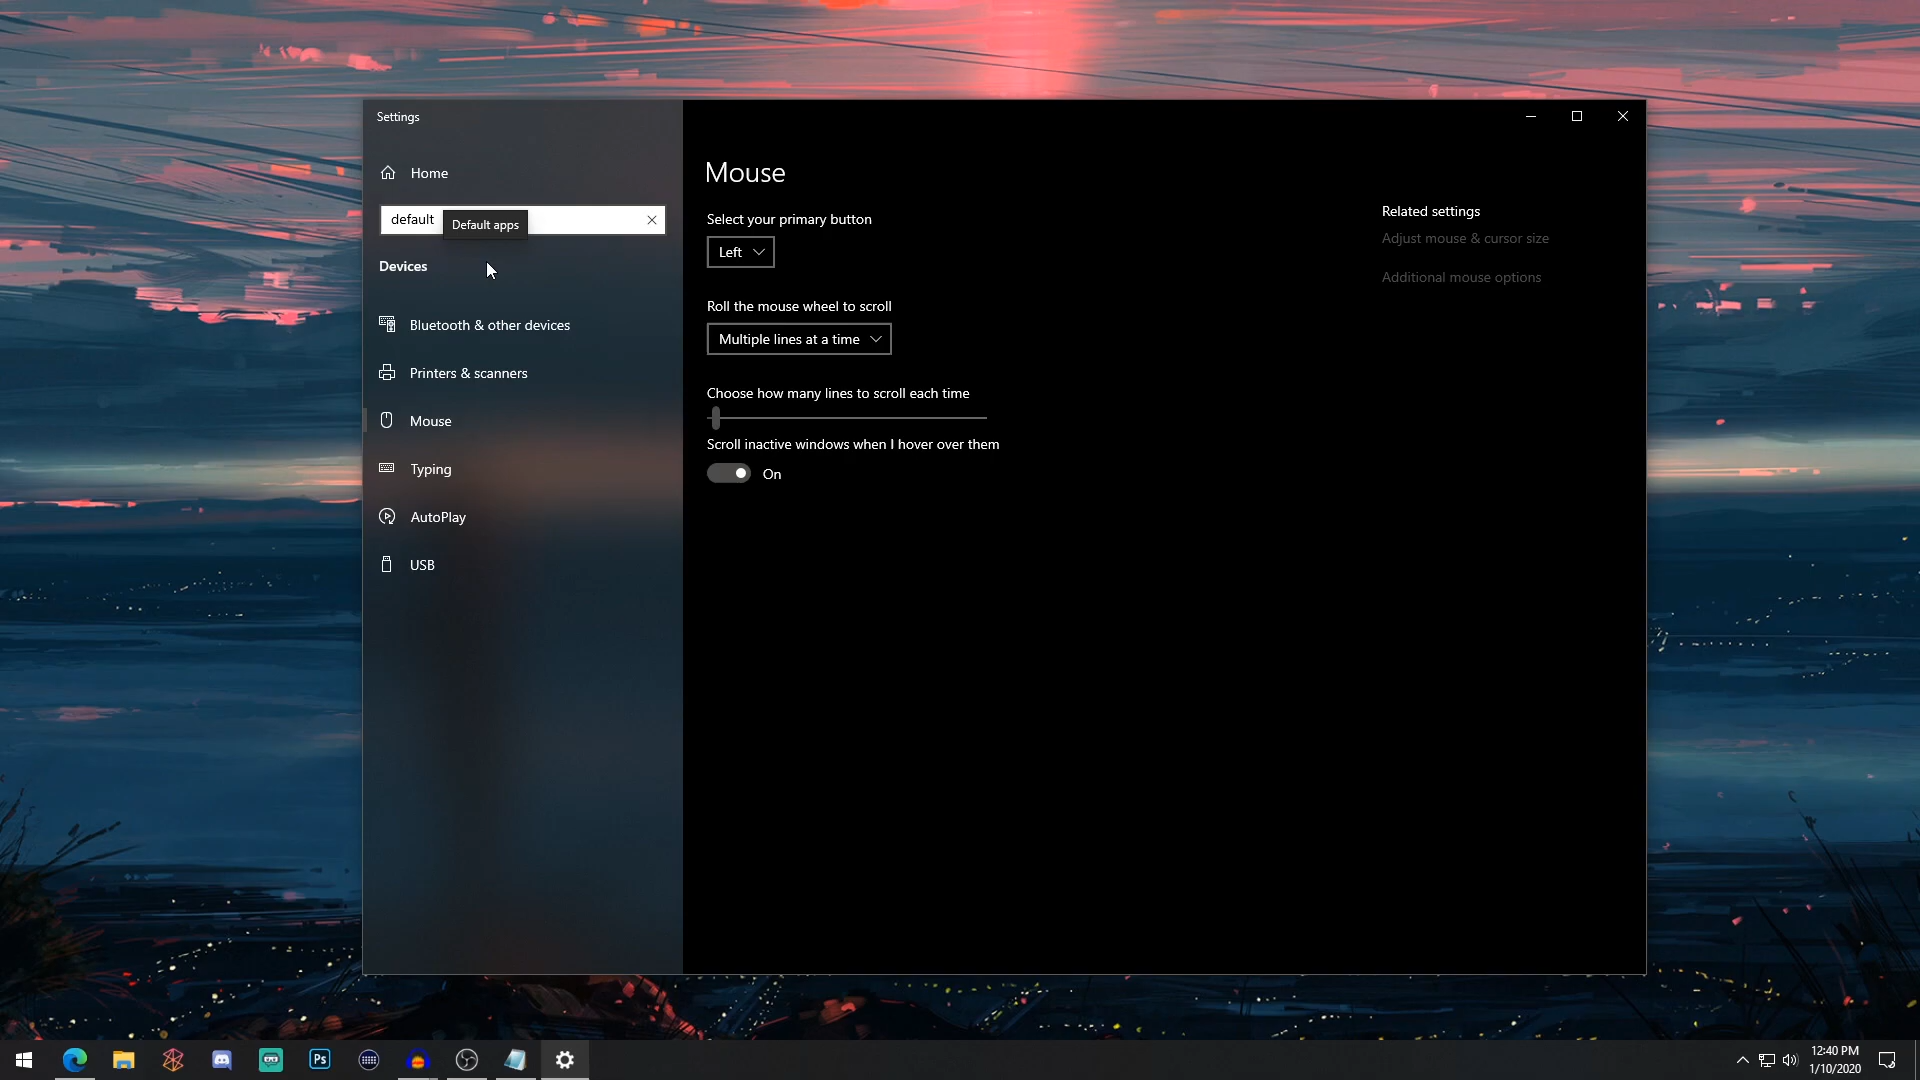 Settings
Home
default
Default apps
Devices
Bluetooth & other devices
Printers & scanners
Mouse
Typing
AutoPlay
USB
Mouse
Select your primary button
Left
Roll the mouse wheel to scroll
Multiple lines at a time
Choose how many lines to scroll each time
Scroll inactive windows when I hover over them
On
Related settings
Adjust mouse & cursor size
Additional mouse options
Ps
12:40 PM
1/10/2020